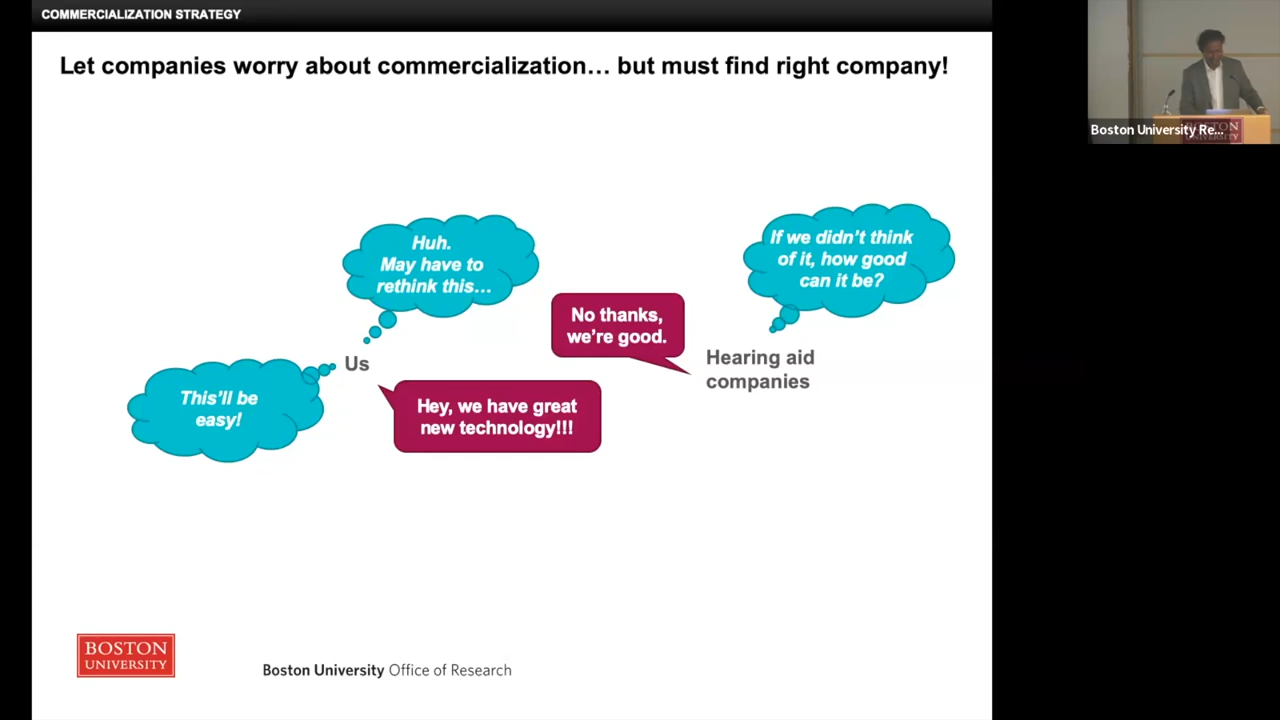 COMMERCIALIZATION STRATEGY
Let companies worry about commercialization… but must find right company!
Huh.
May have to
rethink this…
If we didn't think
of it, how good
can it be?
No thanks,
we're good.
Us
Hearing aid
companies
This'll be
easy!
Hey, we have great
new technology!!!
BOSTON
UNIVERSITY
Boston University Office of Research
BOSTON
UNIVERSITY
Boston University Re...